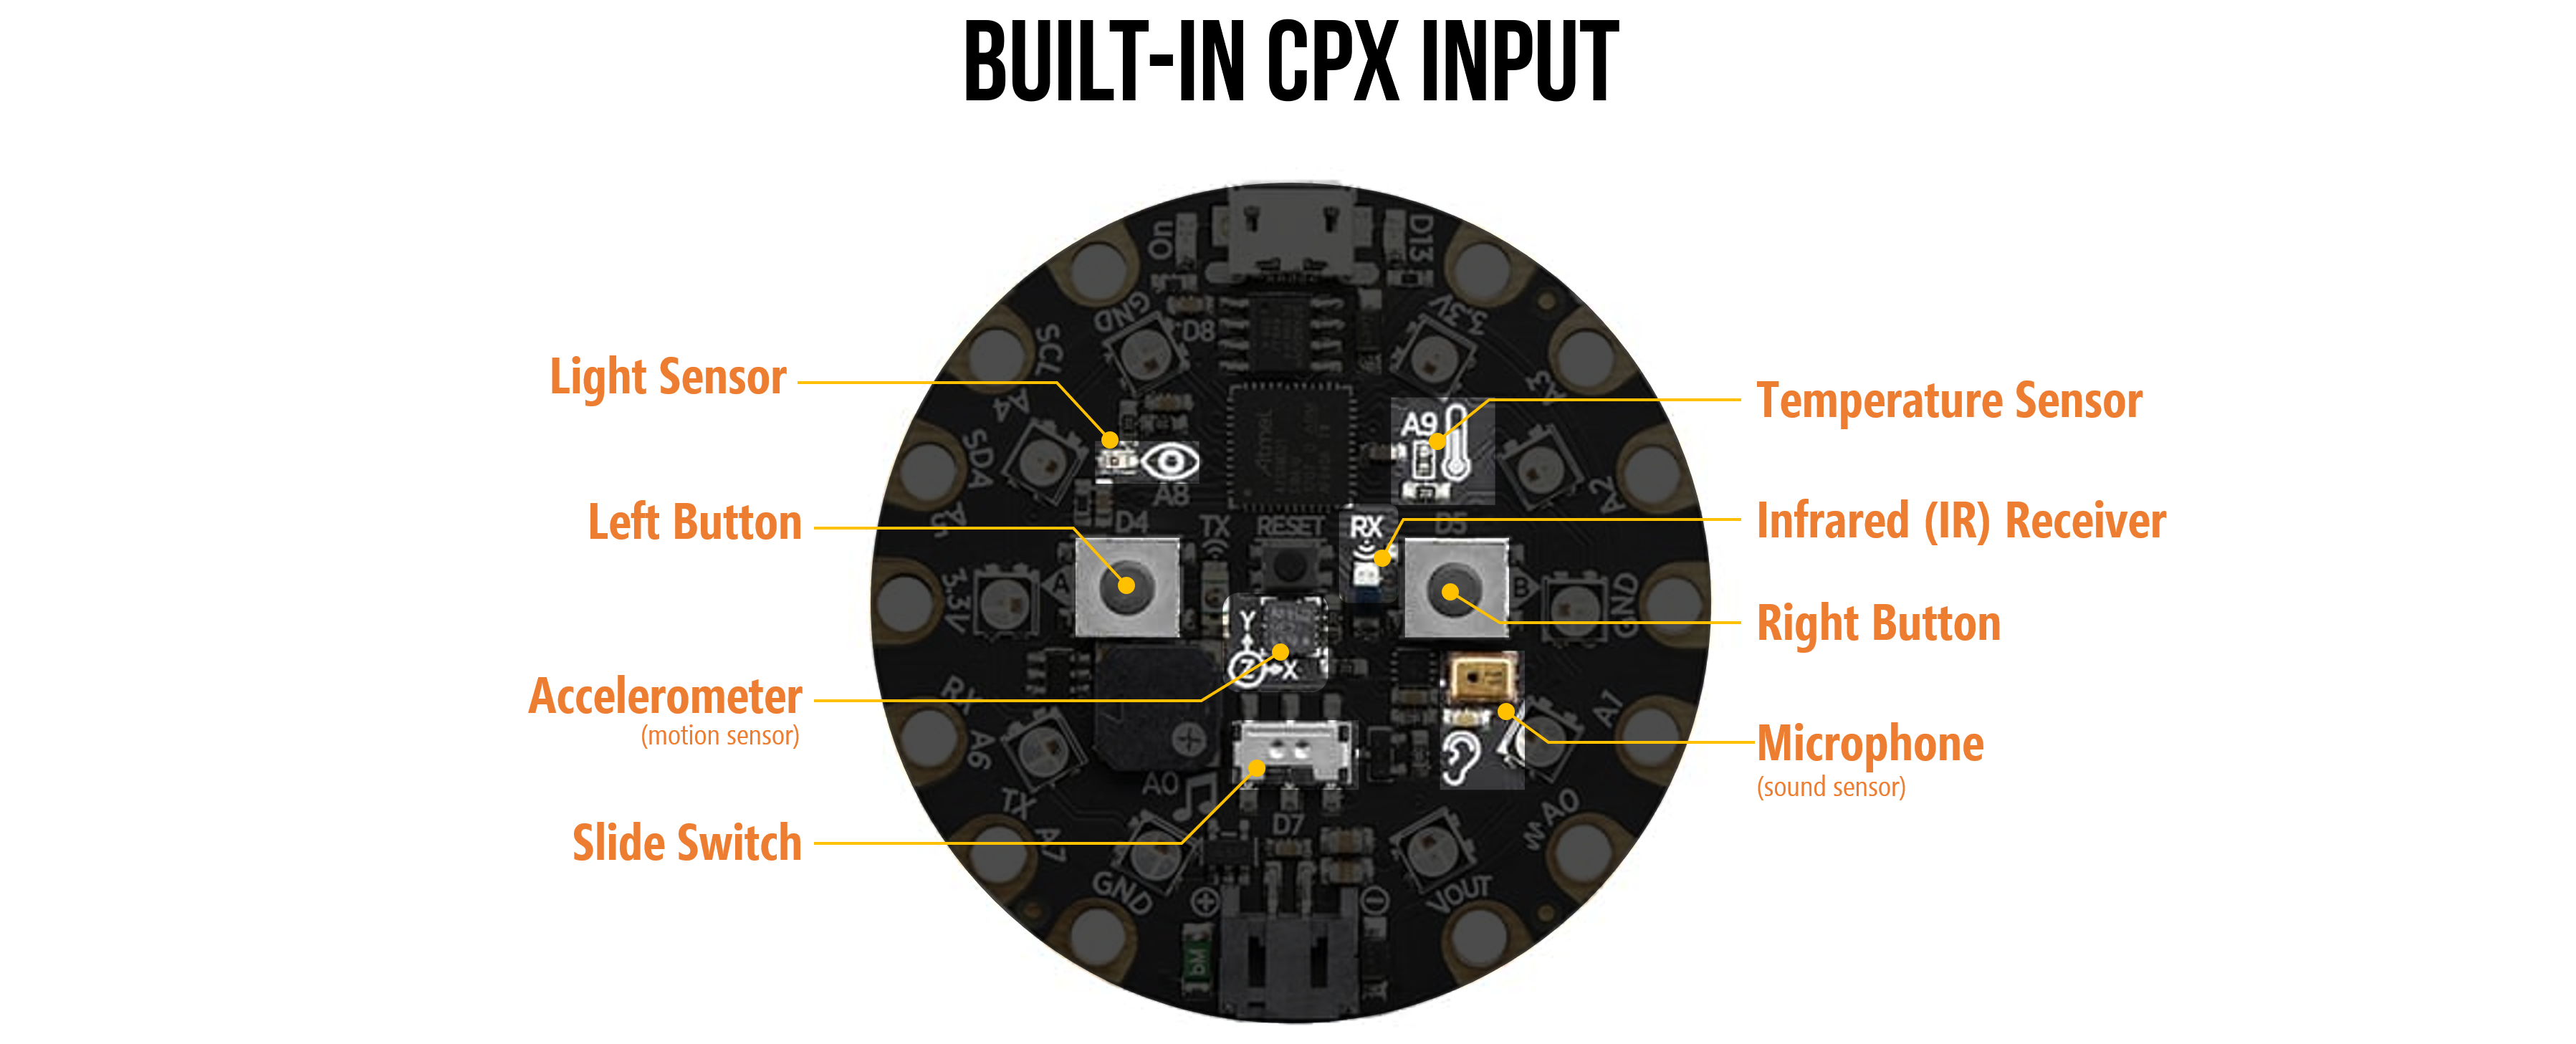 BUILT-IN CPX INPUT
On
D13
GND
D8
3.3V
SCL
Light Sensor
A4
A3
Temperature Sensor
A9
Atmel
SDA
A8
A2
A5
Left Button
D4
TX
RESET
RX
D5
Infrared (IR) Receiver
3.3V
A
B
GND
Right Button
Y
Z
X
Accelerometer
(motion sensor)
RX
A6
A1
Microphone
(sound sensor)
A0
TX
A7
D7
A0
Slide Switch
GND
VOUT